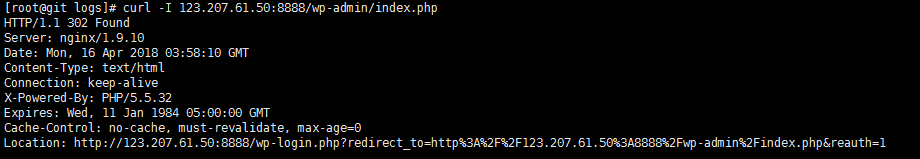 [root@git logs]# curl -I 123.207.61.50:8888/wp-admin/index.php
HTTP/1.1 302 Found
Server: nginx/1.9.10
Date: Mon, 16 Apr 2018 03:58:10 GMT
Content-Type: text/html
Connection: keep-alive
X-Powered-By: PHP/5.5.32
Expires: Wed, 11 Jan 1984 05:00:00 GMT
Cache-Control: no-cache, must-revalidate, max-age=0
Location: http://123.207.61.50:8888/wp-login.php?redirect_to=http%3A%2F%2F123.207.61.50%3A8888%2Fwp-admin%2Findex.php&reauth=1